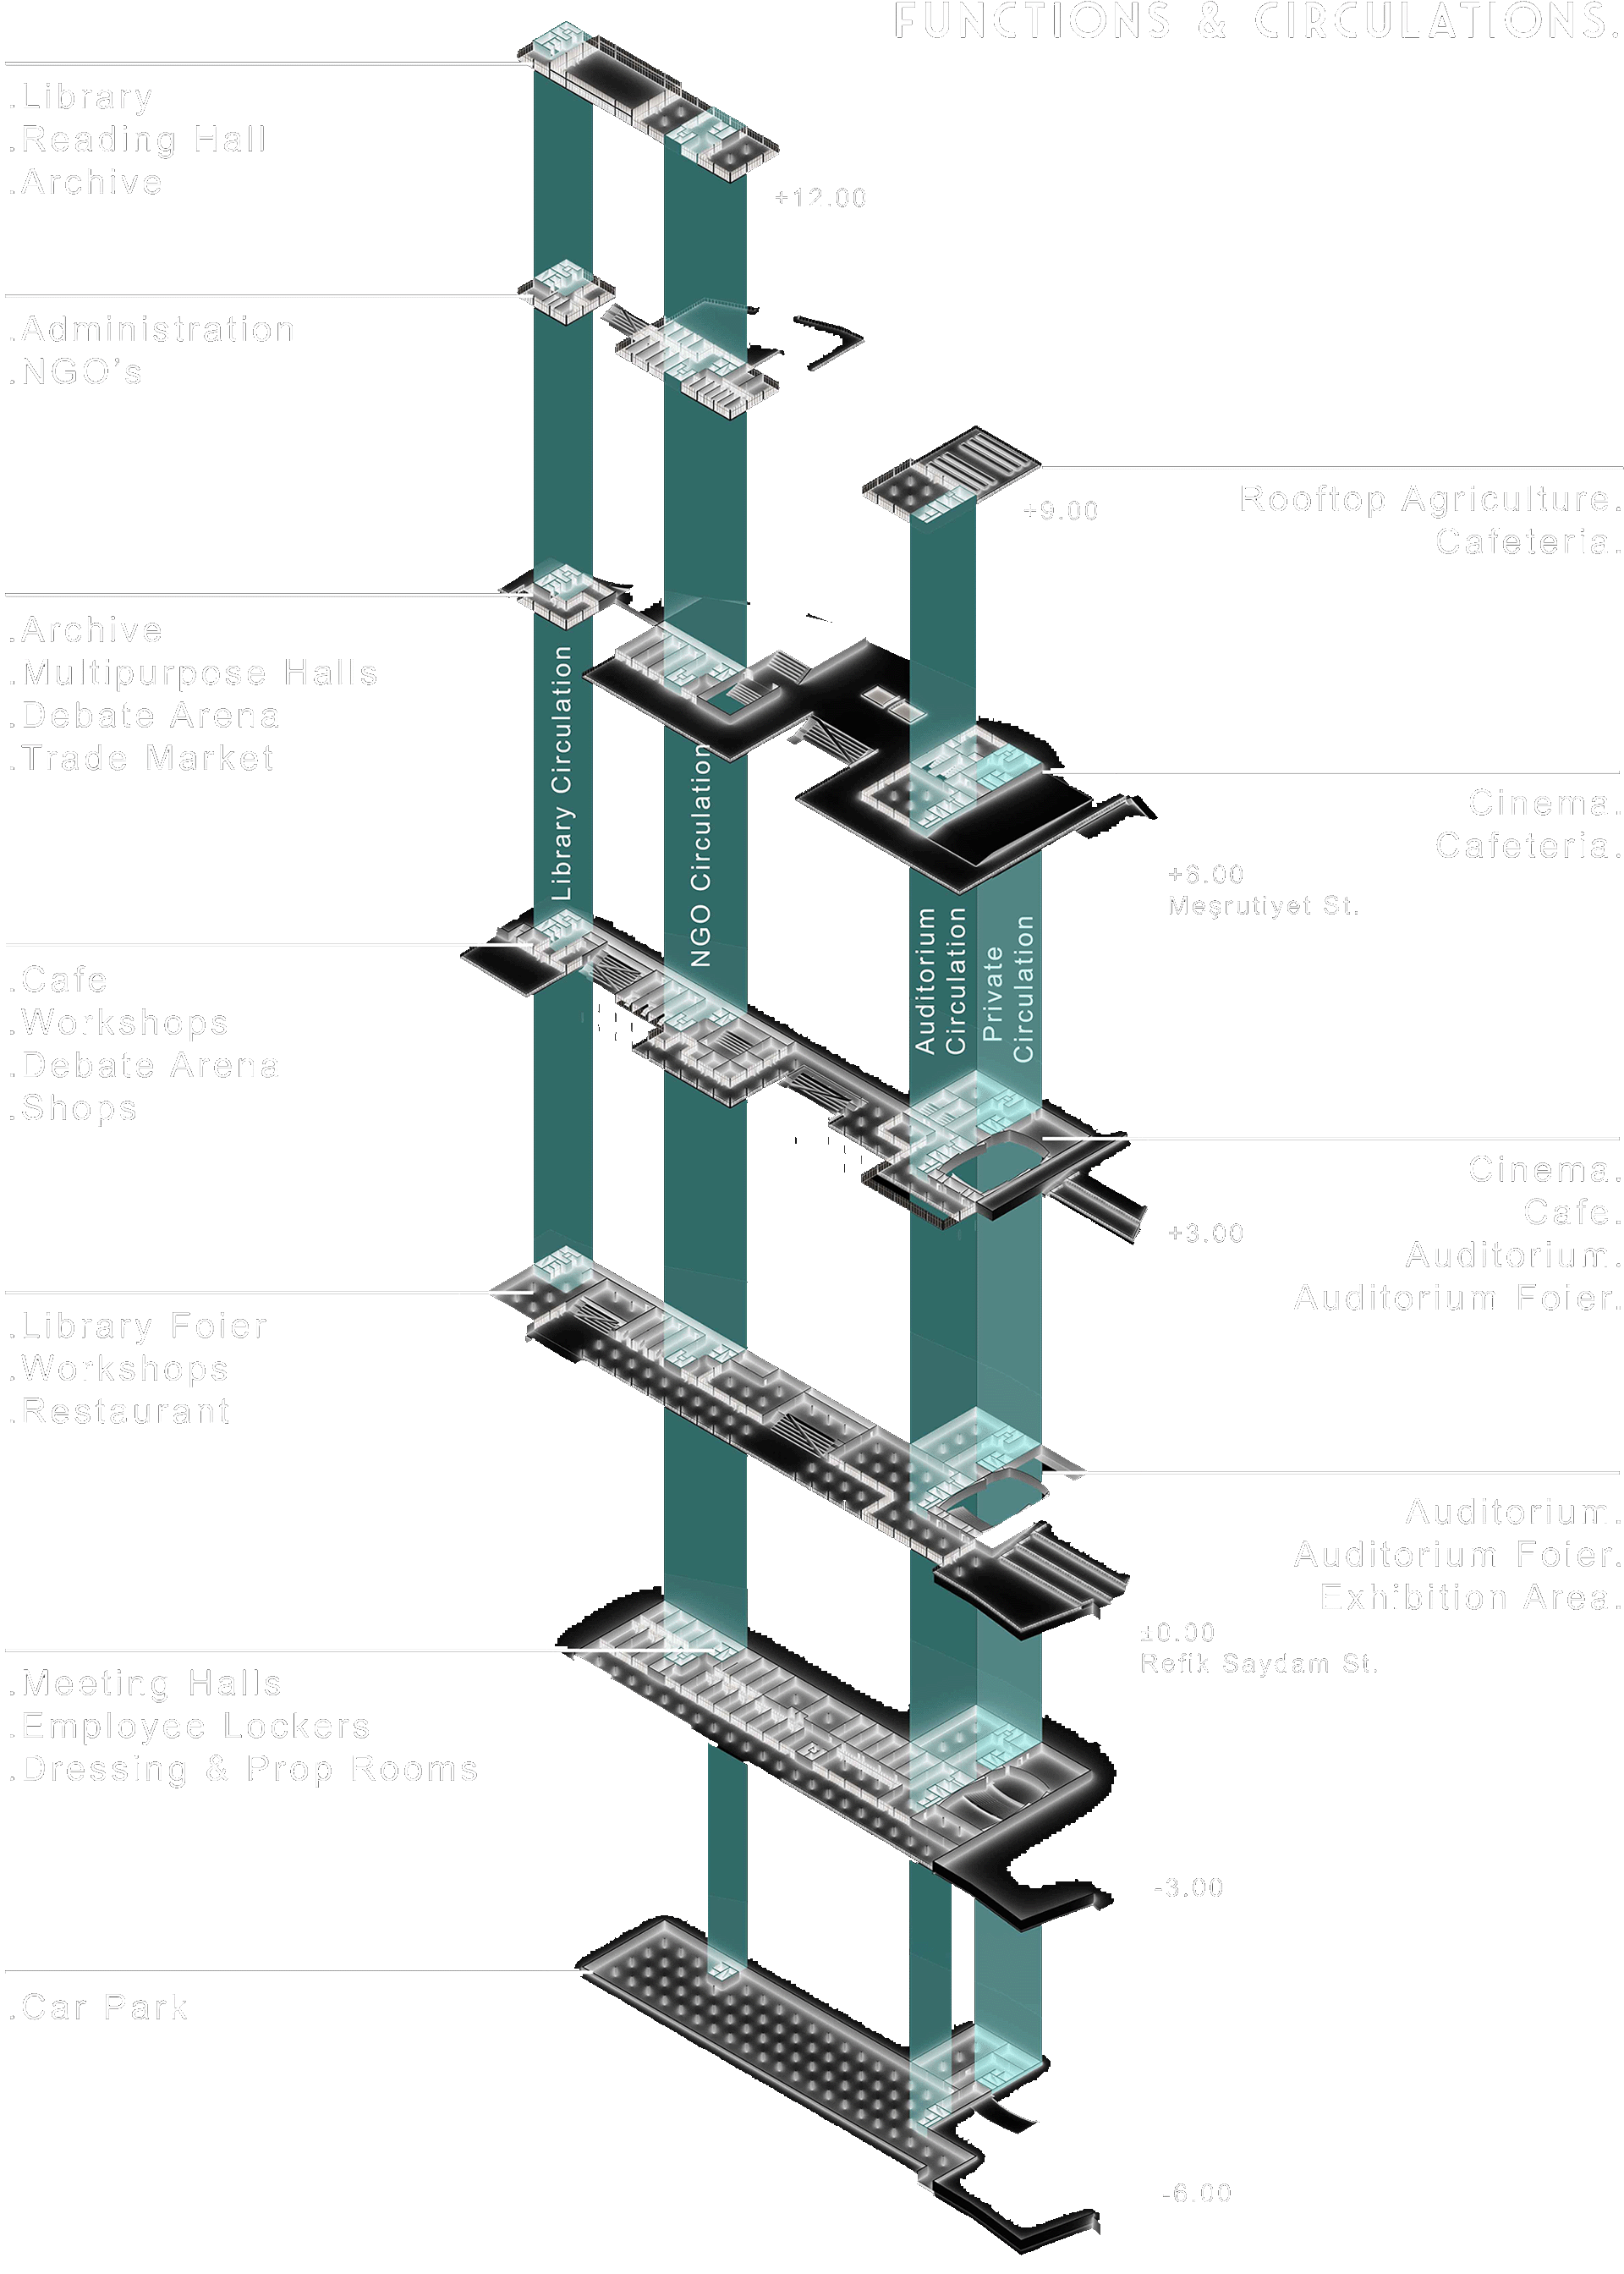 FUNCTIONS & CIRCULATIONS.
.Library
.Reading Hall
.Archive
+12.00
.Administration
.NGO's
+9.00
Rooftop Agriculture.
Cafeteria.
.Archive
.Multipurpose Halls
.Debate Arena
.Trade Market
Cinema.
Cafeteria.
+6.00
Meşrutiyet St.
Library Circulation
NGO Circulation
Auditorium
Circulation
Private
Circulation
.Cafe
.Workshops
.Debate Arena
.Shops
Cinema.
Cafe.
Auditorium.
Auditorium Foier.
+3.00
.Library Foier
.Workshops
.Restaurant
Auditorium.
Auditorium Foier.
Exhibition Area.
±0.00
Refik Saydam St.
.Meeting Halls
.Employee Lockers
.Dressing & Prop Rooms
-3.00
.Car Park
-6.00